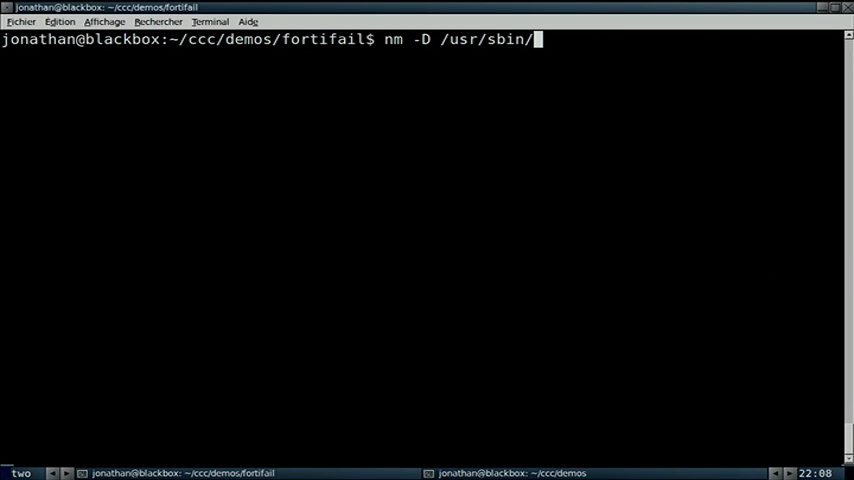 jonathan@blackbox: ~/ccc/demos/fortifail
Fichier Édition Affichage Rechercher Terminal Aide
jonathan@blackbox:~/ccc/demos/fortifail$ nm -D /usr/sbin/
two jonathan@blackbox: ~/ccc/demos/fortifail jonathan@blackbox: ~/ccc/demos 22:08